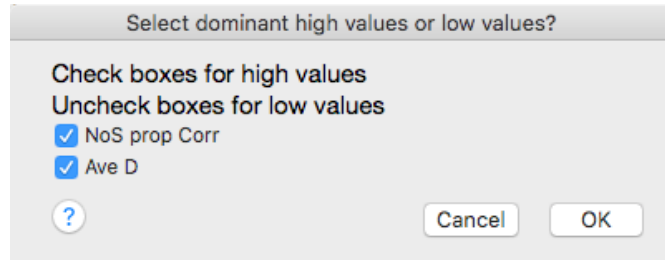 Select dominant high values or low values?
Check boxes for high values
Uncheck boxes for low values
NoS prop Corr
Ave D
?
Cancel
OK